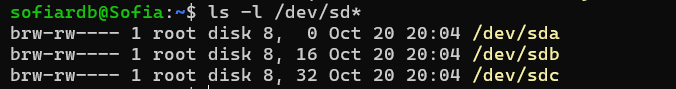 sofiardb@Sofia:~$ ls -l /dev/sd*
brw-rw---- 1 root disk 8,  0 Oct 20 20:04 /dev/sda
brw-rw---- 1 root disk 8, 16 Oct 20 20:04 /dev/sdb
brw-rw---- 1 root disk 8, 32 Oct 20 20:04 /dev/sdc